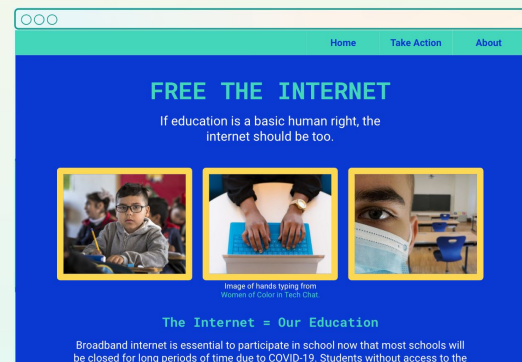 Home Take Action About
FREE THE INTERNET
If education is a basic human right, the
internet should be too.
Image of hands typing from
Women of Color in Tech Chat.
The Internet = Our Education
Broadband internet is essential to participate in school now that most schools will
be closed for long periods of time due to COVID-19. Students without access to the